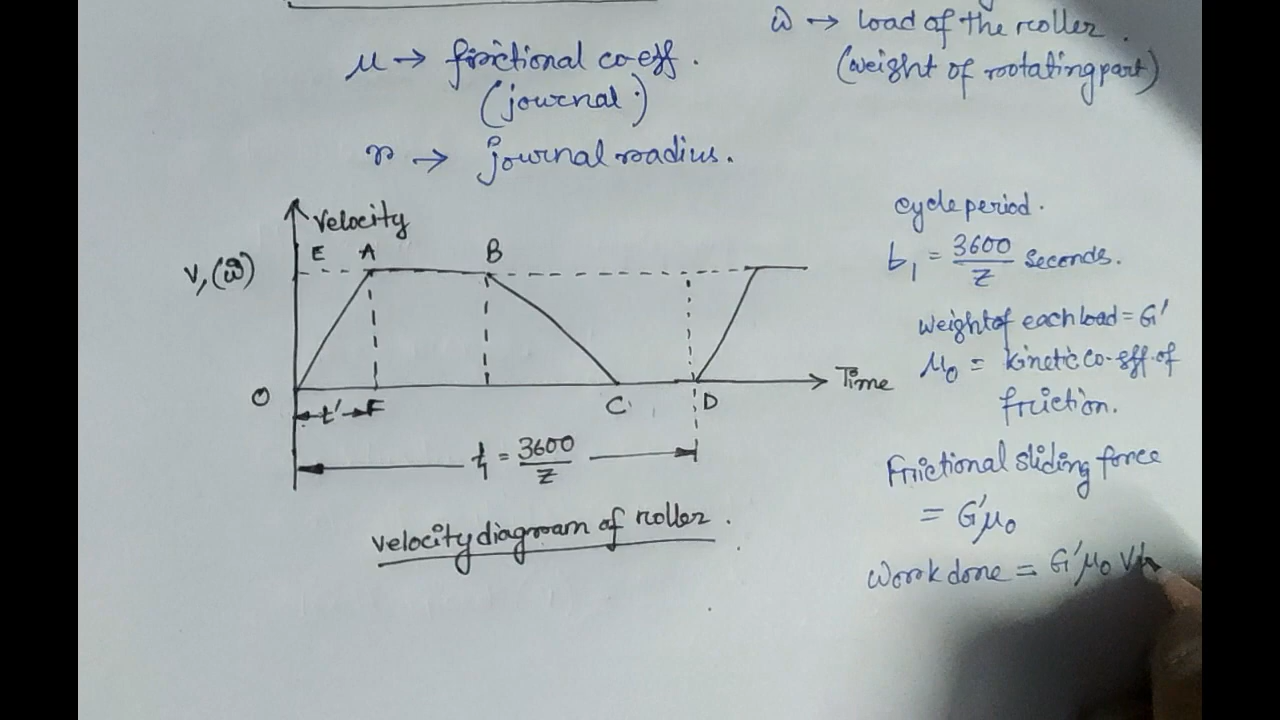 ω → load of the roller.
(weight of rotating part)
μ → frictional co-eff.
(journal)
r → journal radius.
Velocity
E A B
V, (ω)
O
t' F
C D
Time
t₁ = 3600/Z
velocity diagram of roller.
cycle period.
t₁ = 3600/Z seconds.
weight of each load = G'
μ₀ = kinetic co-eff. of
friction.
Frictional sliding force
= G'μ₀
Work done = G'μ₀ V